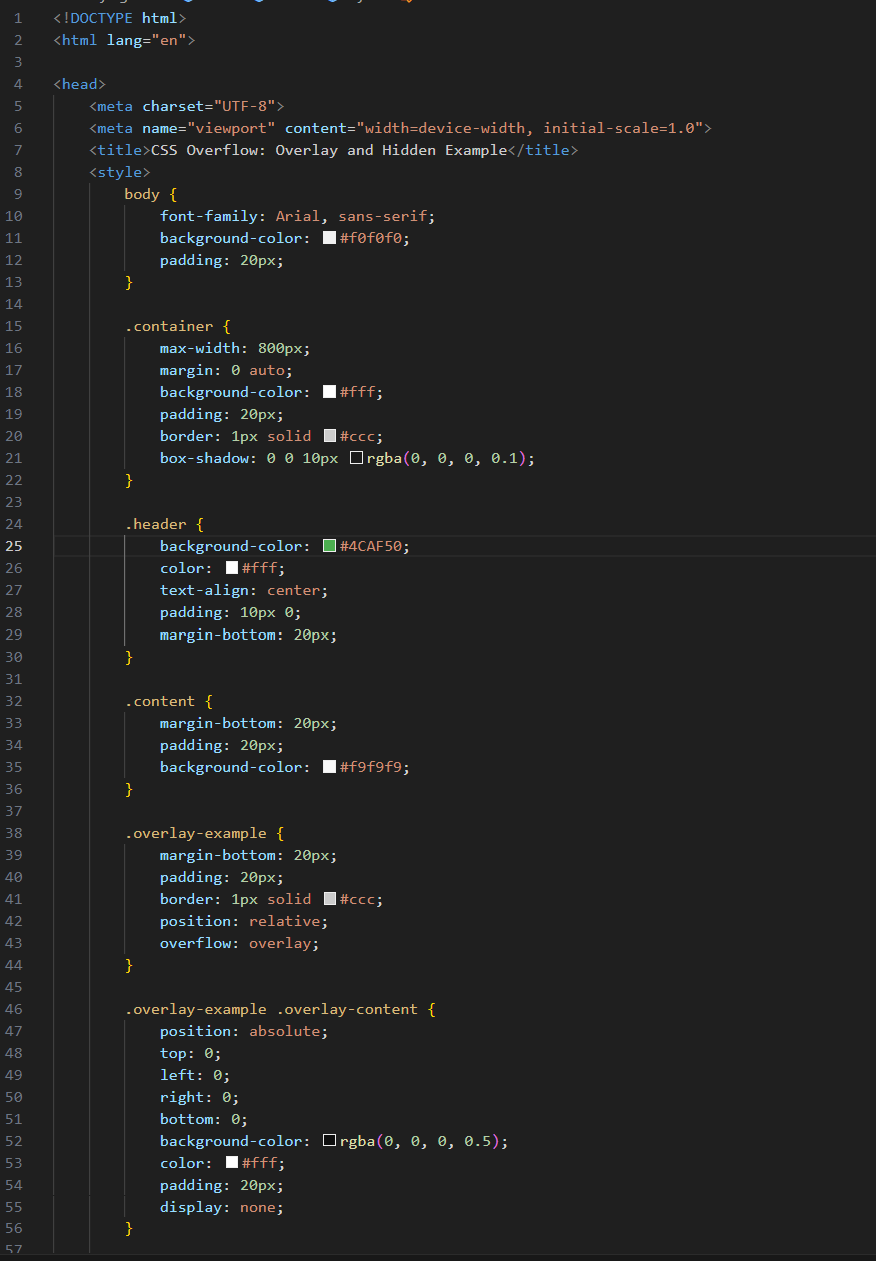 1 <!DOCTYPE html>
2 <html lang="en">
3
4 <head>
5     <meta charset="UTF-8">
6     <meta name="viewport" content="width=device-width, initial-scale=1.0">
7     <title>CSS Overflow: Overlay and Hidden Example</title>
8     <style>
9         body {
10             font-family: Arial, sans-serif;
11             background-color: #f0f0f0;
12             padding: 20px;
13         }
14
15         .container {
16             max-width: 800px;
17             margin: 0 auto;
18             background-color: #fff;
19             padding: 20px;
20             border: 1px solid #ccc;
21             box-shadow: 0 0 10px rgba(0, 0, 0, 0.1);
22         }
23
24         .header {
25             background-color: #4CAF50;
26             color: #fff;
27             text-align: center;
28             padding: 10px 0;
29             margin-bottom: 20px;
30         }
31
32         .content {
33             margin-bottom: 20px;
34             padding: 20px;
35             background-color: #f9f9f9;
36         }
37
38         .overlay-example {
39             margin-bottom: 20px;
40             padding: 20px;
41             border: 1px solid #ccc;
42             position: relative;
43             overflow: overlay;
44         }
45
46         .overlay-example .overlay-content {
47             position: absolute;
48             top: 0;
49             left: 0;
50             right: 0;
51             bottom: 0;
52             background-color: rgba(0, 0, 0, 0.5);
53             color: #fff;
54             padding: 20px;
55             display: none;
56         }
57